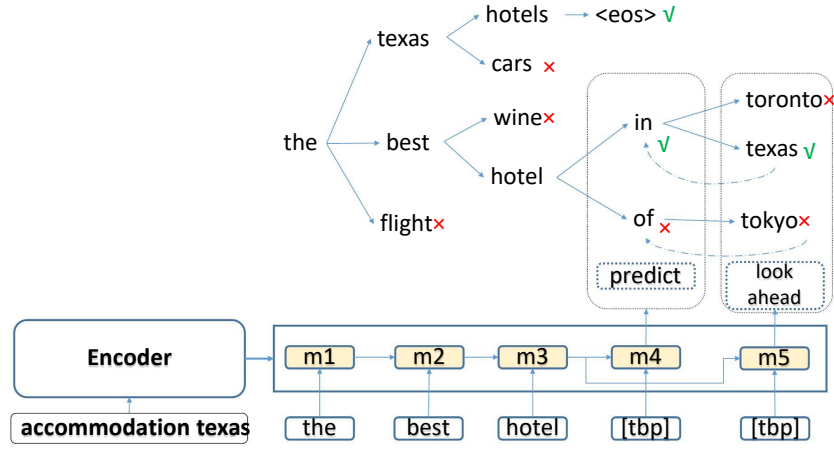 hotels <eos> √
texas
cars ×
toronto×
wine×
in √
the best texas √
hotel
flight× of × tokyo×
predict look
ahead
Encoder m1 m2 m3 m4 m5
accommodation texas the best hotel [tbp] [tbp]